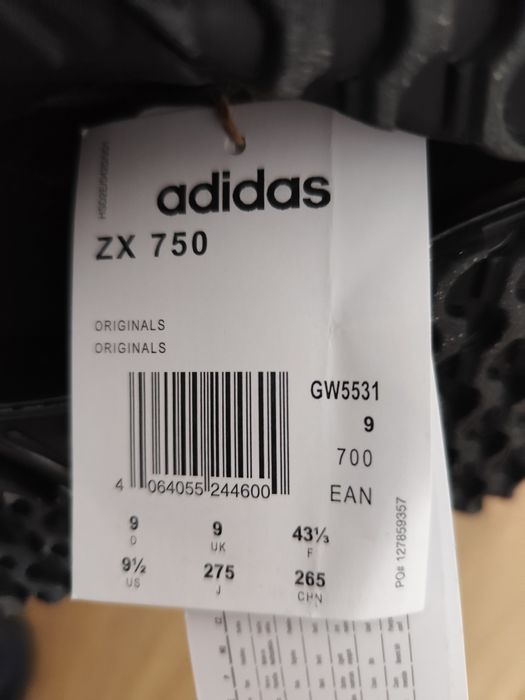 adidas
ZX 750
ORIGINALS
ORIGINALS
GW5531
9
700
EAN
4 064055 244600
9 9 43⅓
D UK F
9½ 275 265
US J CHN
PO# 127859357